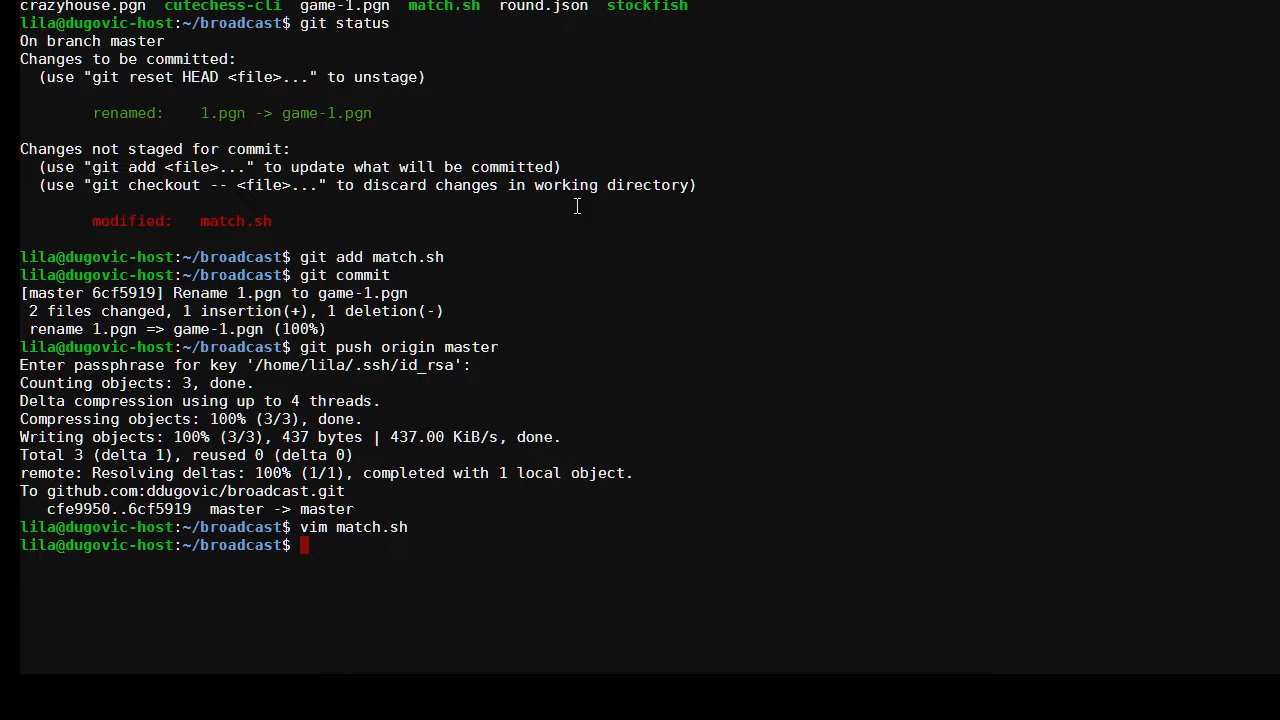 crazyhouse.pgn  cutechess-cli  game-1.pgn  match.sh  round.json  stockfish
lila@dugovic-host:~/broadcast$ git status
On branch master
Changes to be committed:
  (use "git reset HEAD <file>..." to unstage)
        renamed:    1.pgn -> game-1.pgn
Changes not staged for commit:
  (use "git add <file>..." to update what will be committed)
  (use "git checkout -- <file>..." to discard changes in working directory)
        modified:   match.sh
lila@dugovic-host:~/broadcast$ git add match.sh
lila@dugovic-host:~/broadcast$ git commit
[master 6cf5919] Rename 1.pgn to game-1.pgn
 2 files changed, 1 insertion(+), 1 deletion(-)
 rename 1.pgn => game-1.pgn (100%)
lila@dugovic-host:~/broadcast$ git push origin master
Enter passphrase for key '/home/lila/.ssh/id_rsa':
Counting objects: 3, done.
Delta compression using up to 4 threads.
Compressing objects: 100% (3/3), done.
Writing objects: 100% (3/3), 437 bytes | 437.00 KiB/s, done.
Total 3 (delta 1), reused 0 (delta 0)
remote: Resolving deltas: 100% (1/1), completed with 1 local object.
To github.com:ddugovic/broadcast.git
   cfe9950..6cf5919  master -> master
lila@dugovic-host:~/broadcast$ vim match.sh
lila@dugovic-host:~/broadcast$